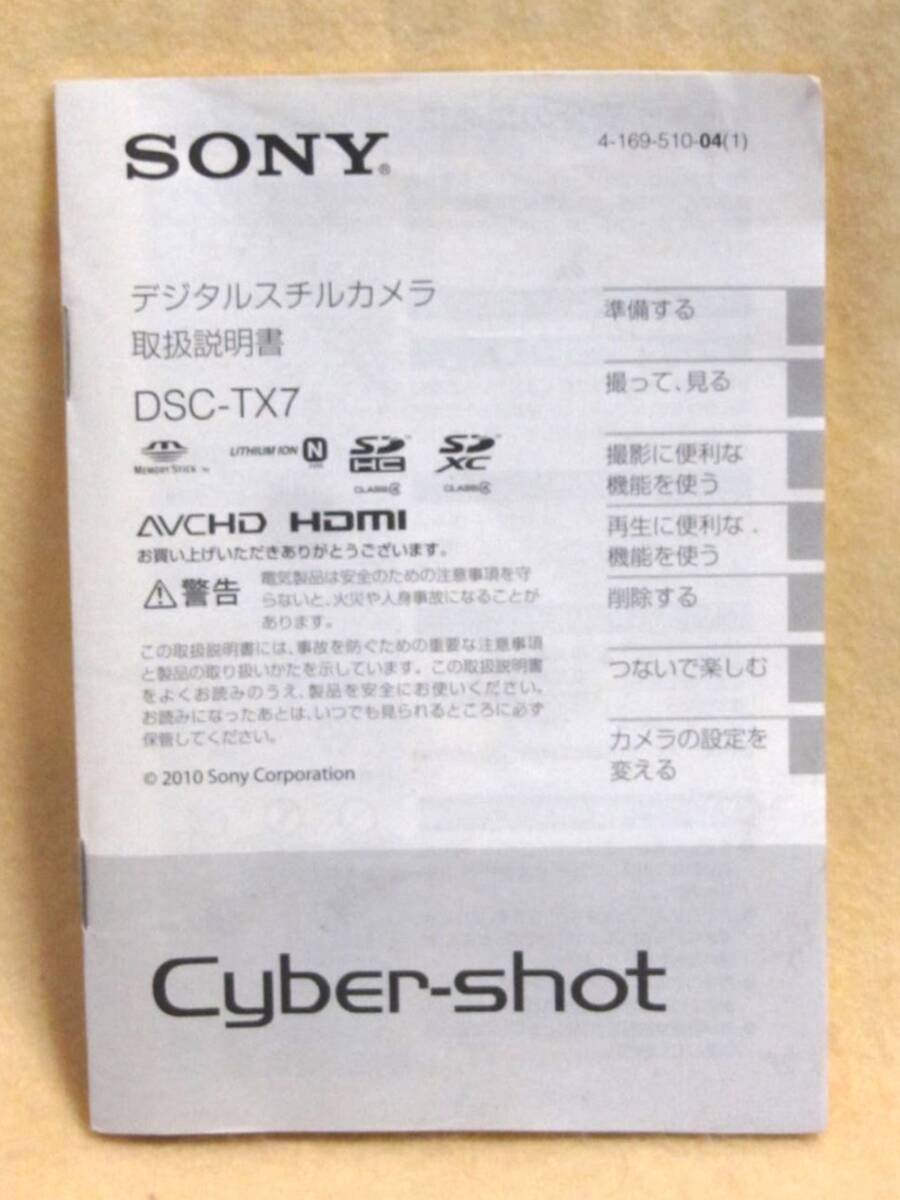 SONY®
4-169-510-04(1)
デジタルスチルカメラ
取扱説明書
DSC-TX7
MEMORY STICK ™
LITHIUM ION N
SD HC CLASS 4
SD XC CLASS 4
AVCHD HDMI
お買い上げいただきありがとうございます。
警告
電気製品は安全のための注意事項を守
らないと、火災や人身事故になることが
あります。
この取扱説明書には、事故を防ぐための重要な注意事項
と製品の取り扱いかたを示しています。この取扱説明書
をよくお読みのうえ、製品を安全にお使いください。
お読みになったあとは、いつでも見られるところに必ず
保管してください。
© 2010 Sony Corporation
準備する
撮って、見る
撮影に便利な
機能を使う
再生に便利な
機能を使う
削除する
つないで楽しむ
カメラの設定を
変える
Cyber-shot